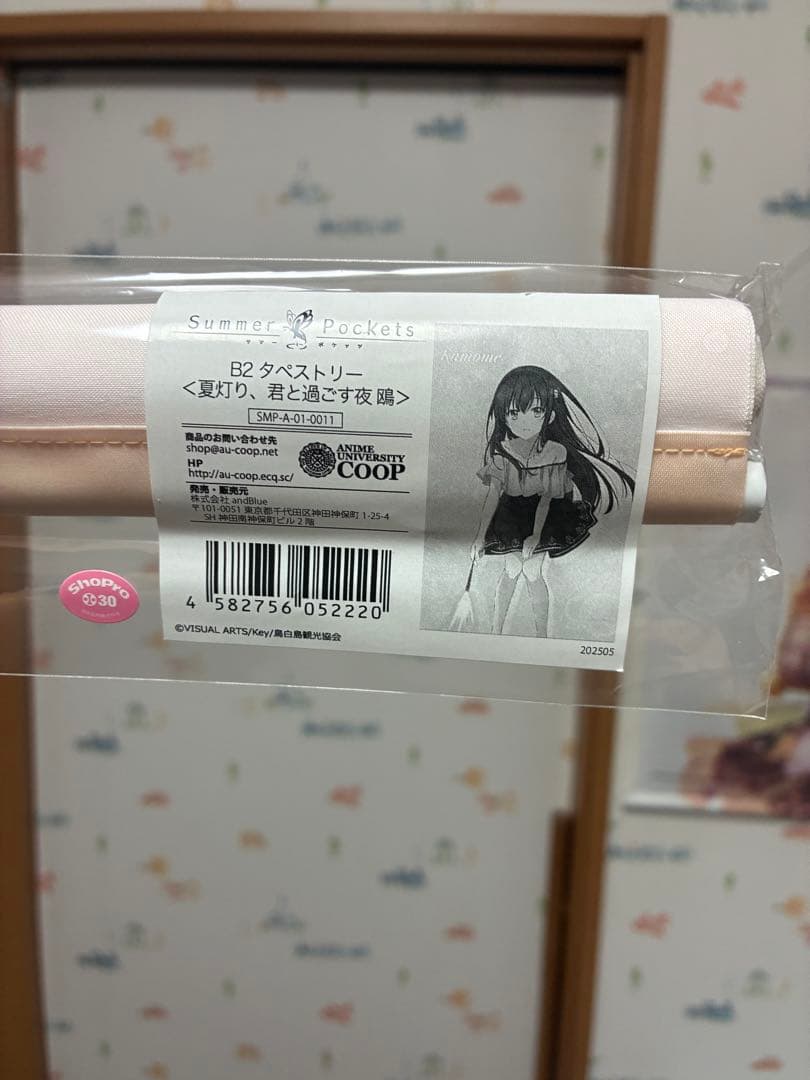 Summer Pockets
サマー ポケッツ
B2 タペストリー
＜夏灯り、君と過ごす夜 鴎＞
SMP-A-01-0011
商品のお問い合わせ先
shop@au-coop.net
HP
http://au-coop.ecq.sc/
ANIME
UNIVERSITY
COOP
発売・販売元
株式会社 andBlue
〒101-0051 東京都千代田区神田神保町 1-25-4
SH 神田南神保町ビル 2 階
4 582756 052220
©VISUAL ARTS/Key/鳥白島観光協会
Kamome
202505
ShoPro
30